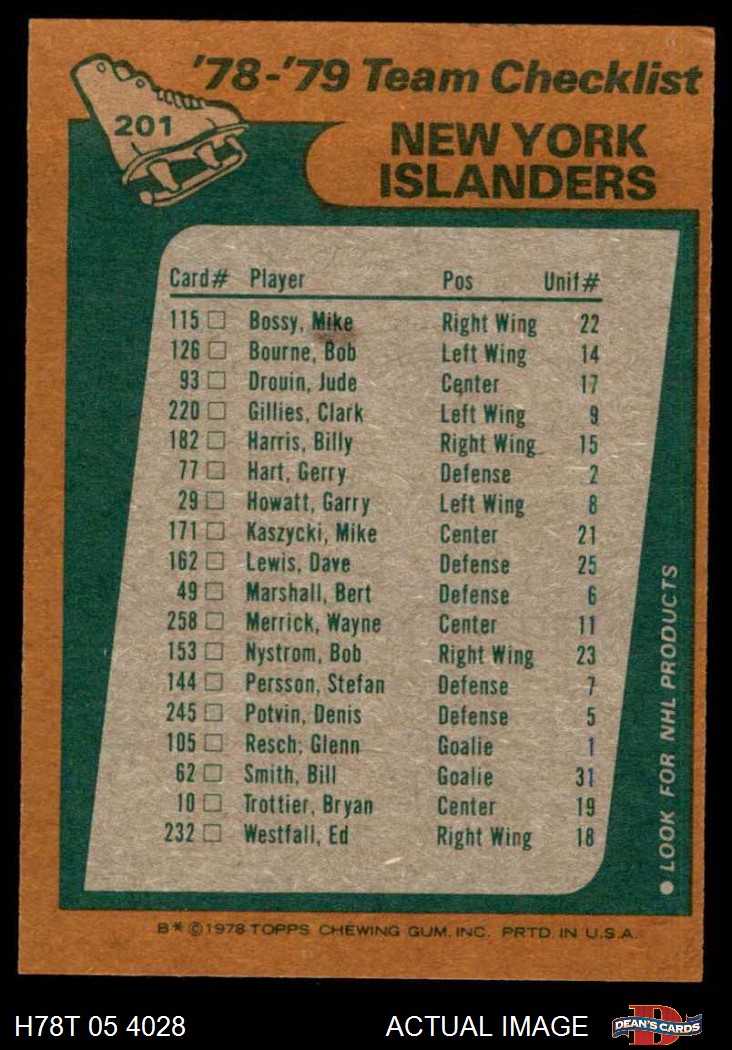 '78-'79 Team Checklist
201
NEW YORK
ISLANDERS
Card# Player Pos Unif#
115 Bossy, Mike Right Wing 22
126 Bourne, Bob Left Wing 14
93 Drouin, Jude Center 17
220 Gillies, Clark Left Wing 9
182 Harris, Billy Right Wing 15
77 Hart, Gerry Defense 2
29 Howatt, Garry Left Wing 8
171 Kaszycki, Mike Center 21
162 Lewis, Dave Defense 25
49 Marshall, Bert Defense 6
258 Merrick, Wayne Center 11
153 Nystrom, Bob Right Wing 23
144 Persson, Stefan Defense 7
245 Potvin, Denis Defense 5
105 Resch, Glenn Goalie 1
62 Smith, Bill Goalie 31
10 Trottier, Bryan Center 19
232 Westfall, Ed Right Wing 18
● LOOK FOR NHL PRODUCTS
B* © 1978 TOPPS CHEWING GUM, INC. PRTD. IN U.S.A.
H78T 05 4028 ACTUAL IMAGE
D
DEAN'S CARDS